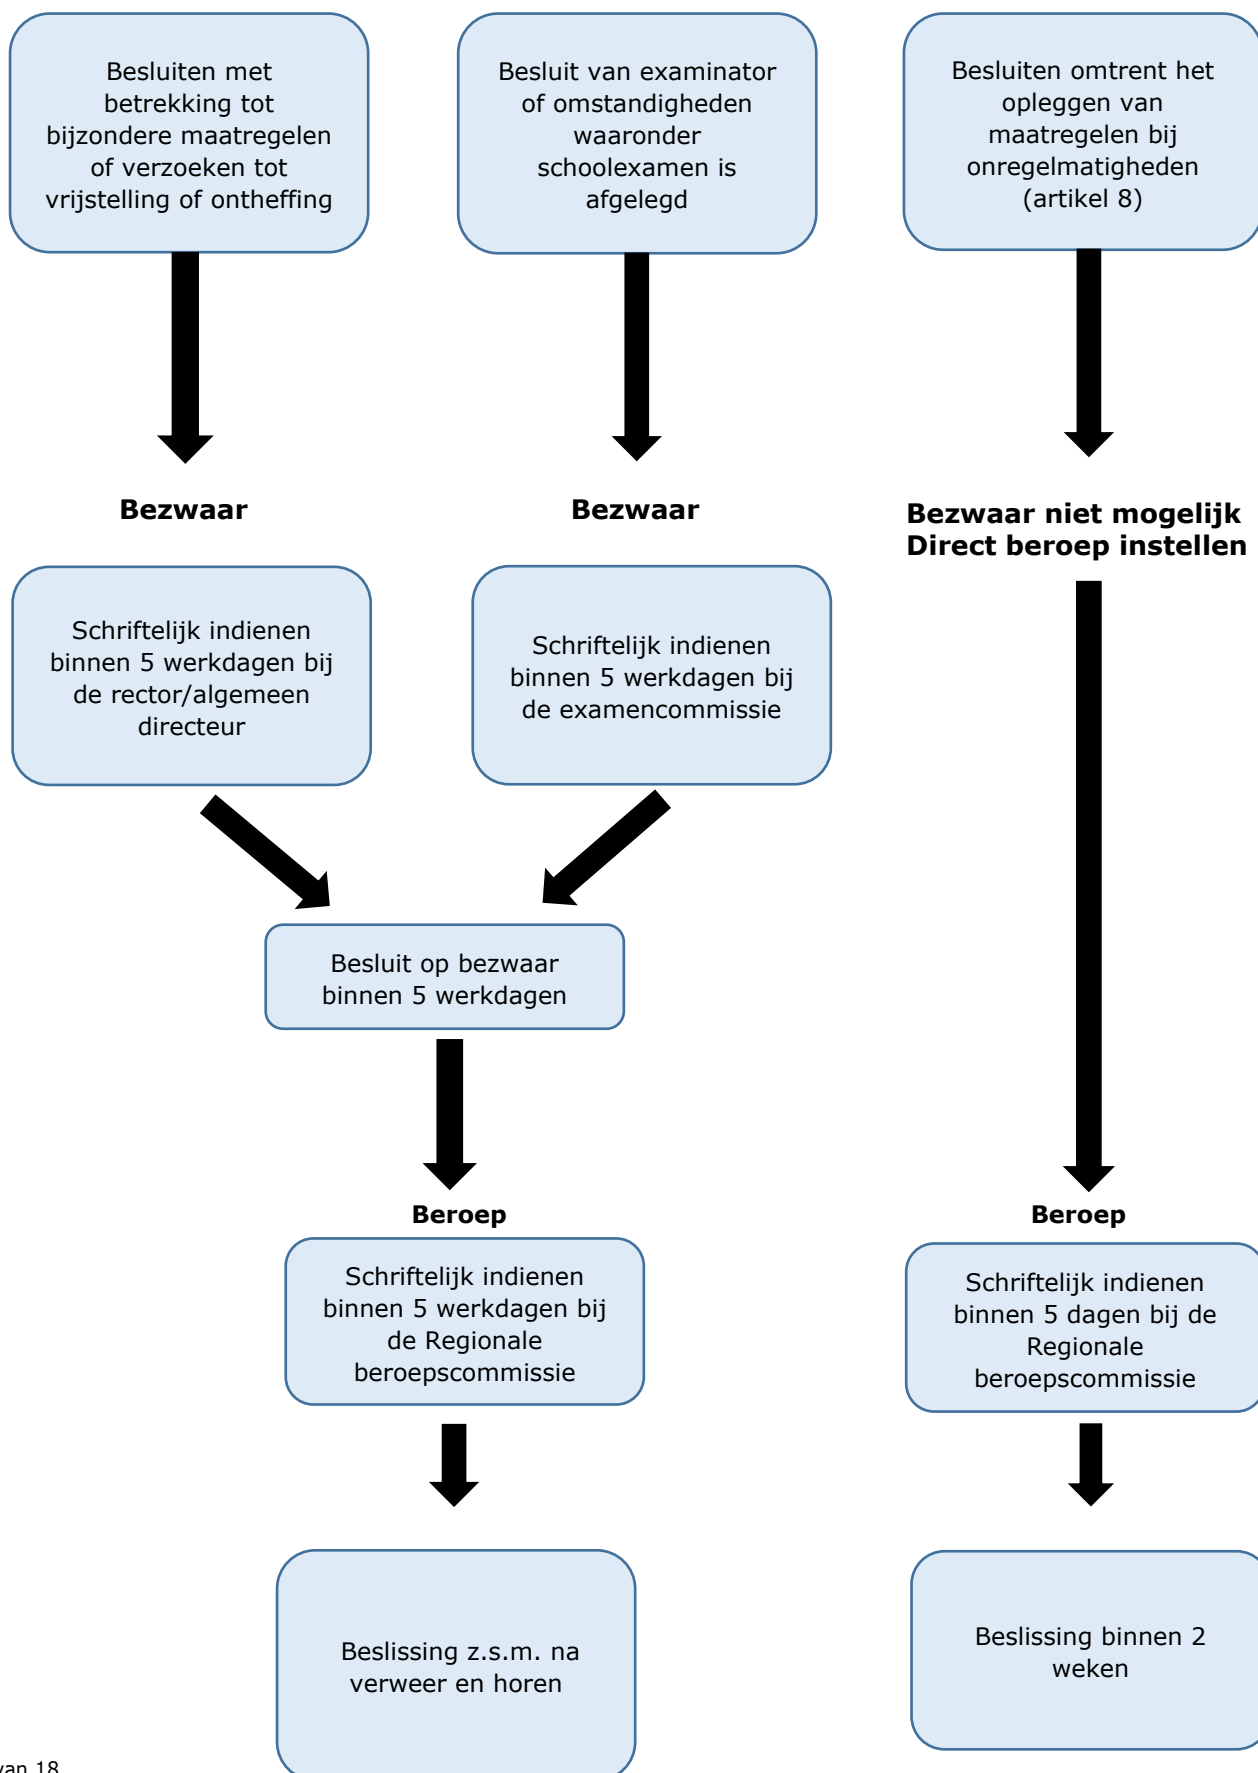 Besluiten met
betrekking tot
bijzondere maatregelen
of verzoeken tot
vrijstelling of ontheffing
Besluit van examinator
of omstandigheden
waaronder
schoolexamen is
afgelegd
Besluiten omtrent het
opleggen van
maatregelen bij
onregelmatigheden
(artikel 8)
Bezwaar
Bezwaar
Bezwaar niet mogelijk
Direct beroep instellen
Schriftelijk indienen
binnen 5 werkdagen bij
de rector/algemeen
directeur
Schriftelijk indienen
binnen 5 werkdagen bij
de examencommissie
Besluit op bezwaar
binnen 5 werkdagen
Beroep
Schriftelijk indienen
binnen 5 werkdagen bij
de Regionale
beroepscommissie
Beroep
Schriftelijk indienen
binnen 5 dagen bij de
Regionale
beroepscommissie
Beslissing z.s.m. na
verweer en horen
Beslissing binnen 2
weken
van 18